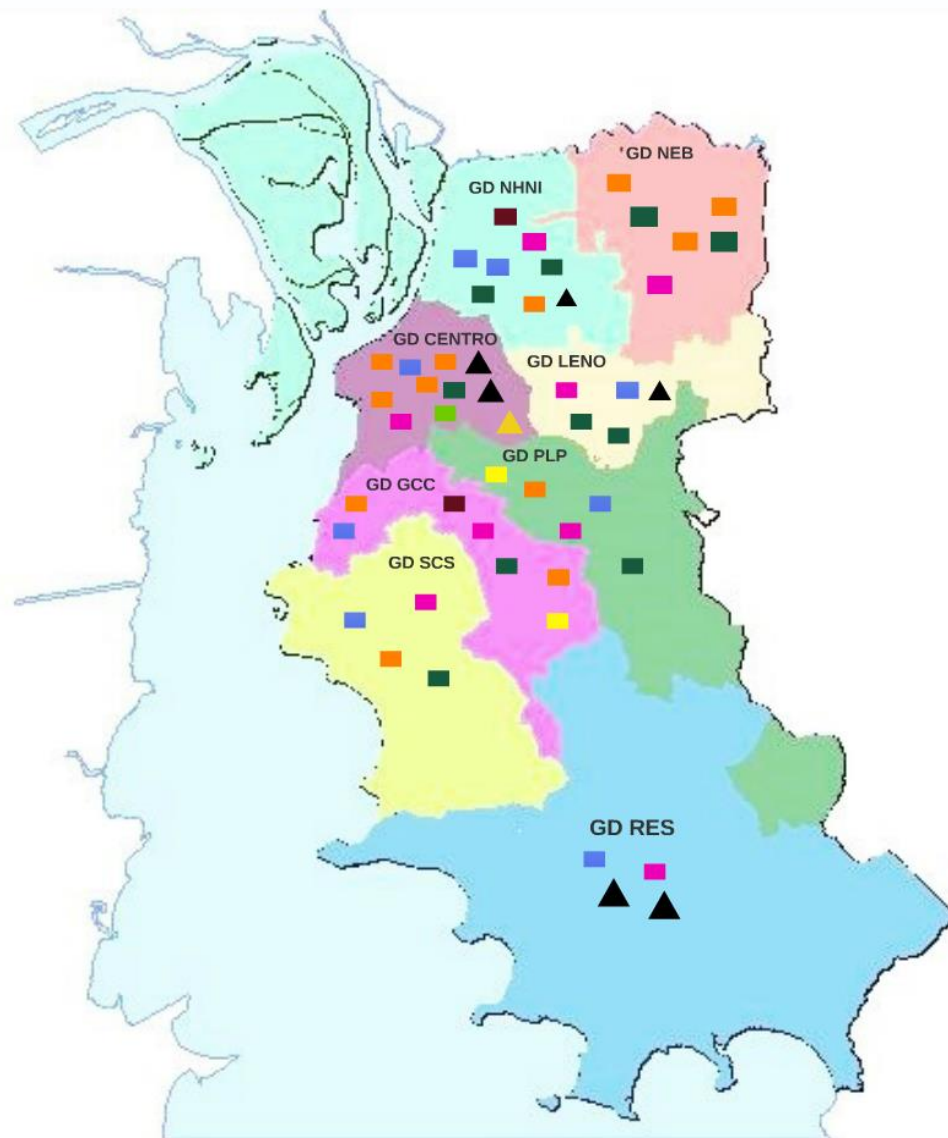 ' GD NEB
GD NHNI
GD CENTRO
GD LENO
GD PLP
GD GCC
GD SCS
GD RES